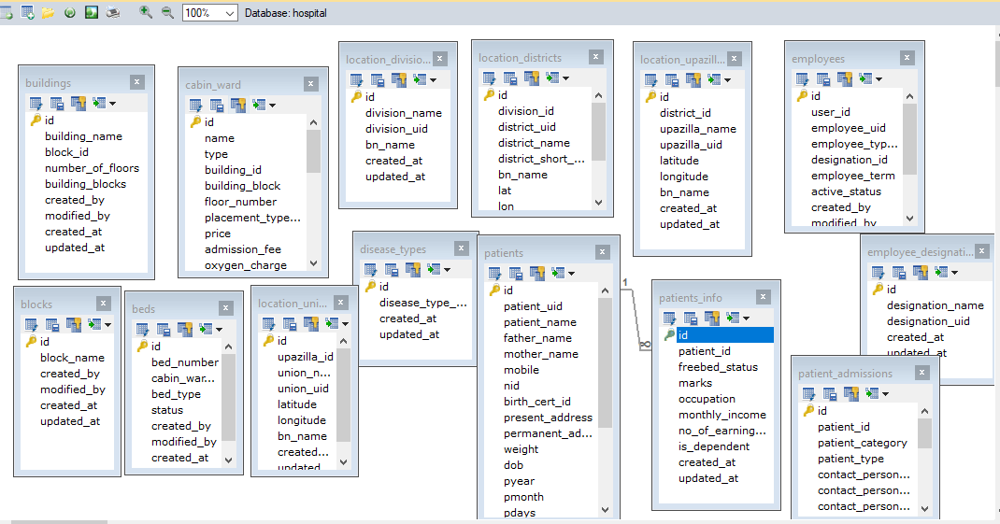 100%
Database: hospital
buildings
id
building_name
block_id
number_of_floors
building_blocks
created_by
modified_by
created_at
updated_at
cabin_ward
id
name
type
building_id
building_block
floor_number
placement_type...
price
admission_fee
oxygen_charge
location_divisio...
id
division_name
division_uid
bn_name
created_at
updated_at
location_districts
id
division_id
district_uid
district_name
district_short_...
bn_name
lat
lon
location_upazill...
id
district_id
upazilla_name
upazilla_uid
latitude
longitude
bn_name
created_at
updated_at
employees
id
user_id
employee_uid
employee_typ...
designation_id
employee_term
active_status
created_by
modified_by
blocks
id
block_name
created_by
modified_by
created_at
updated_at
beds
id
bed_number
cabin_war...
bed_type
status
created_by
modified_by
created_at
location_uni...
id
upazilla_id
union_n...
union_uid
latitude
longitude
bn_name
created...
updated
disease_types
id
disease_type_...
created_at
updated_at
patients
id
patient_uid
patient_name
father_name
mother_name
mobile
nid
birth_cert_id
present_address
permanent_ad...
weight
dob
pyear
pmonth
pdays
1
∞
patients_info
id
patient_id
freebed_status
marks
occupation
monthly_income
no_of_earning...
is_dependent
created_at
updated_at
employee_designati...
id
designation_name
designation_uid
created_at
updated_at
patient_admissions
id
patient_id
patient_category
patient_type
contact_person...
contact_person...
contact_person...